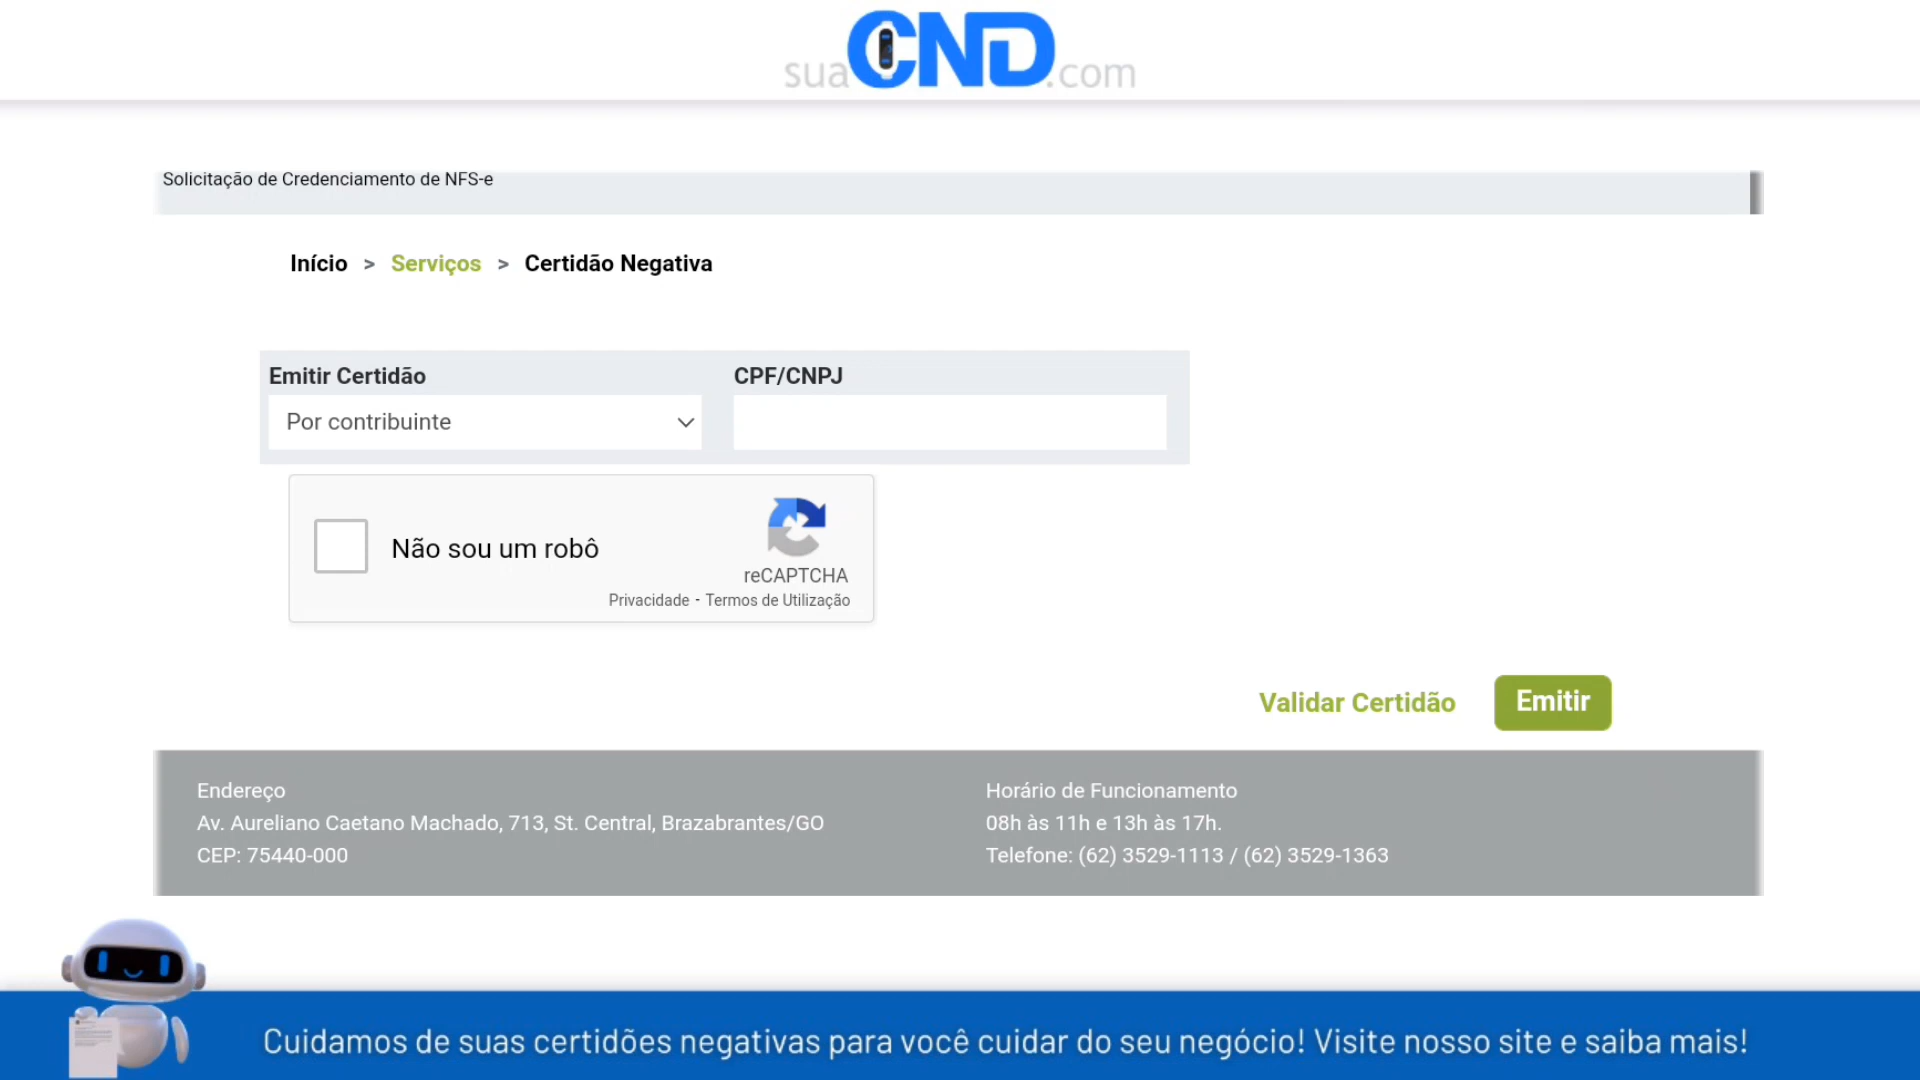 suaCND.com
Solicitação de Credenciamento de NFS-e
Início > Serviços > Certidão Negativa
Emitir Certidão
CPF/CNPJ
Por contribuinte
Não sou um robô
reCAPTCHA
Privacidade - Termos de Utilização
Validar Certidão
Emitir
Endereço
Av. Aureliano Caetano Machado, 713, St. Central, Brazabrantes/GO
CEP: 75440-000
Horário de Funcionamento
08h às 11h e 13h às 17h.
Telefone: (62) 3529-1113 / (62) 3529-1363
Cuidamos de suas certidões negativas para você cuidar do seu negócio! Visite nosso site e saiba mais!